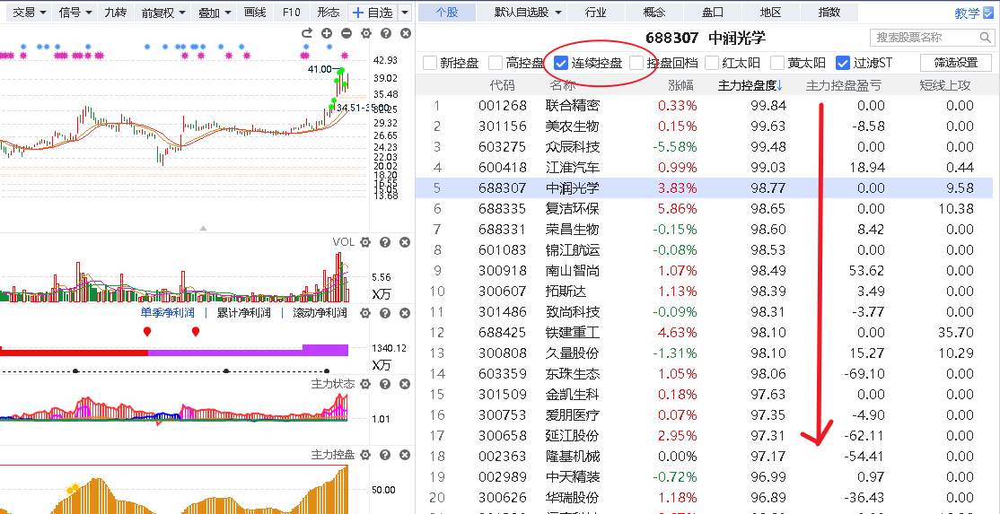 交易 信号 九转 前复权 叠加 画线 F10 形态 自选
个股 默认自选股 行业 概念 盘口 地区 指数 教学
688307 中润光学 搜索股票名称
新控盘 高控盘 连续控盘 控盘回档 红太阳 黄太阳 过滤ST 筛选设置
代码 名称 涨幅 主力控盘度↓ 主力控盘盈亏 短线上攻
1 001268 联合精密 0.33% 99.84 0.00 0.00
2 301156 美农生物 0.15% 99.63 -8.58 0.00
3 603275 众辰科技 -5.58% 99.48 0.00 0.00
4 600418 江淮汽车 0.99% 99.03 18.94 0.44
5 688307 中润光学 3.83% 98.77 0.00 9.58
6 688335 复洁环保 5.86% 98.65 0.00 10.38
7 688331 荣昌生物 -0.15% 98.60 8.42 0.00
8 601083 锦江航运 -0.08% 98.53 0.00 0.00
9 300918 南山智尚 1.07% 98.49 53.62 0.00
10 300607 拓斯达 1.13% 98.39 3.49 0.00
11 301486 致尚科技 -0.09% 98.31 -3.77 0.00
12 688425 铁建重工 4.63% 98.10 0.00 35.70
13 300808 久量股份 -1.31% 98.10 15.27 10.29
14 603359 东珠生态 1.05% 98.06 -69.10 0.00
15 301509 金凯生科 0.18% 97.63 0.00 0.00
16 300753 爱朋医疗 0.07% 97.35 -4.90 0.00
17 300658 延江股份 2.95% 97.31 -62.11 0.00
18 002363 隆基机械 0.00% 97.17 -54.41 0.00
19 002989 中天精装 -0.72% 96.99 0.97 0.00
20 300626 华瑞股份 1.18% 96.89 -36.43 0.00
41.00
42.93
39.02
35.48
34.51-35.00
29.32
26.65
24.23
22.03
20.02
18.20
16.55
15.05
13.68
VOL
5.56
X万
单季净利润 | 累计净利润 | 滚动净利润
1340.12
X万
主力状态
1.01
主力控盘
50.00